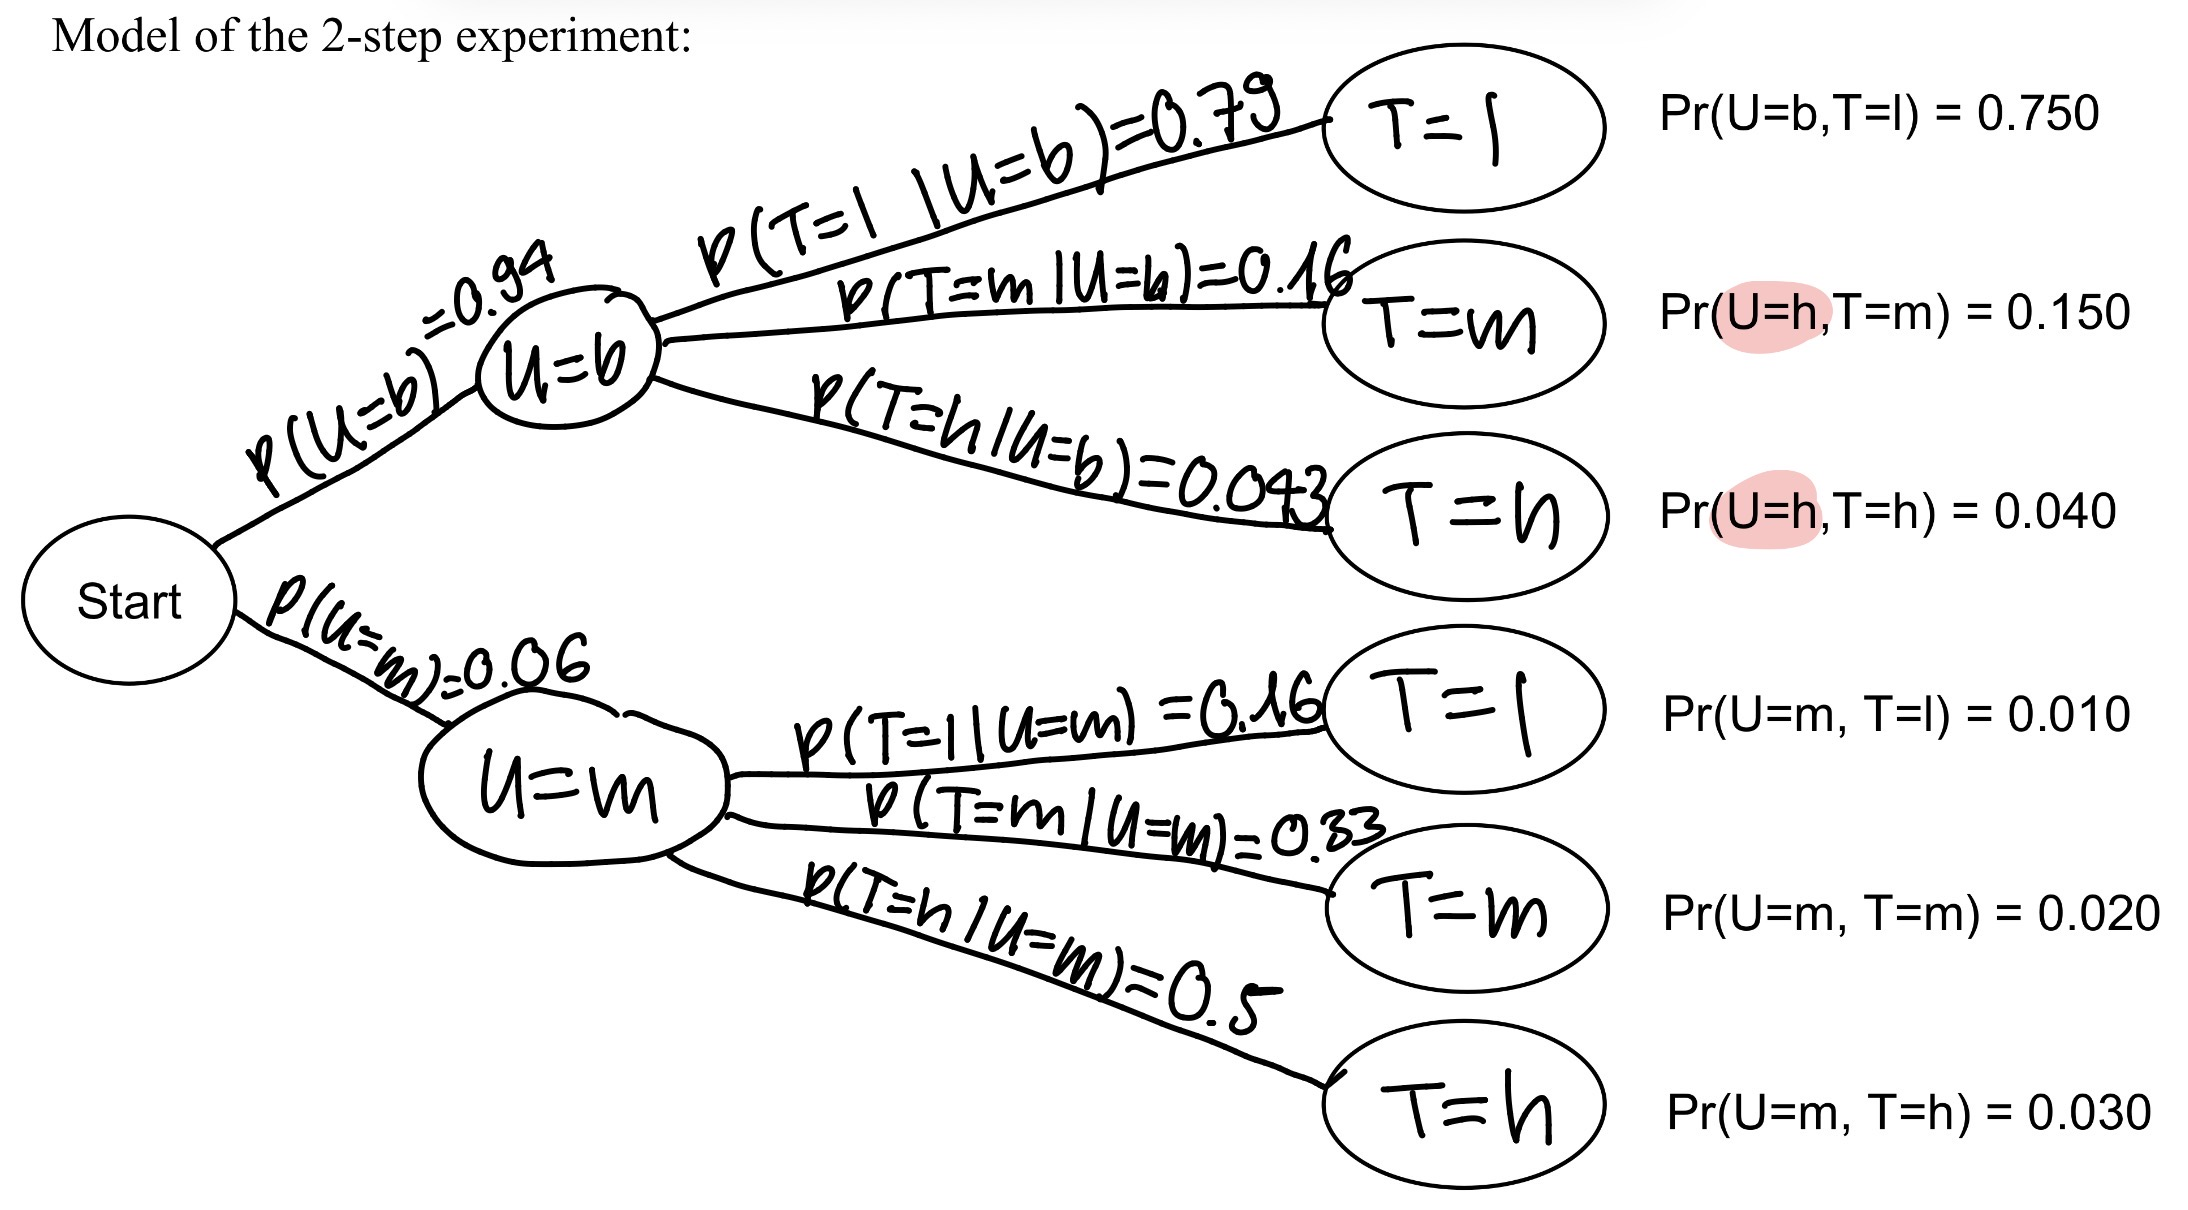 Model of the 2-step experiment:
p(T=l |U=b)=0.79
T=l
Pr(U=b,T=l) = 0.750
p(U=b) =0.94
U=b
p(T=m |U=b)=0.16
T=m
Pr(U=h,T=m) = 0.150
p(T=h|U=b)=0.043
T=h
Pr(U=h,T=h) = 0.040
Start
p(U=m)=0.06
U=m
p(T=l|U=m) =0.16
T=l
Pr(U=m, T=l) = 0.010
p(T=m|U=m)=0.33
T=m
Pr(U=m, T=m) = 0.020
p(T=h|U=m)=0.5
T=h
Pr(U=m, T=h) = 0.030